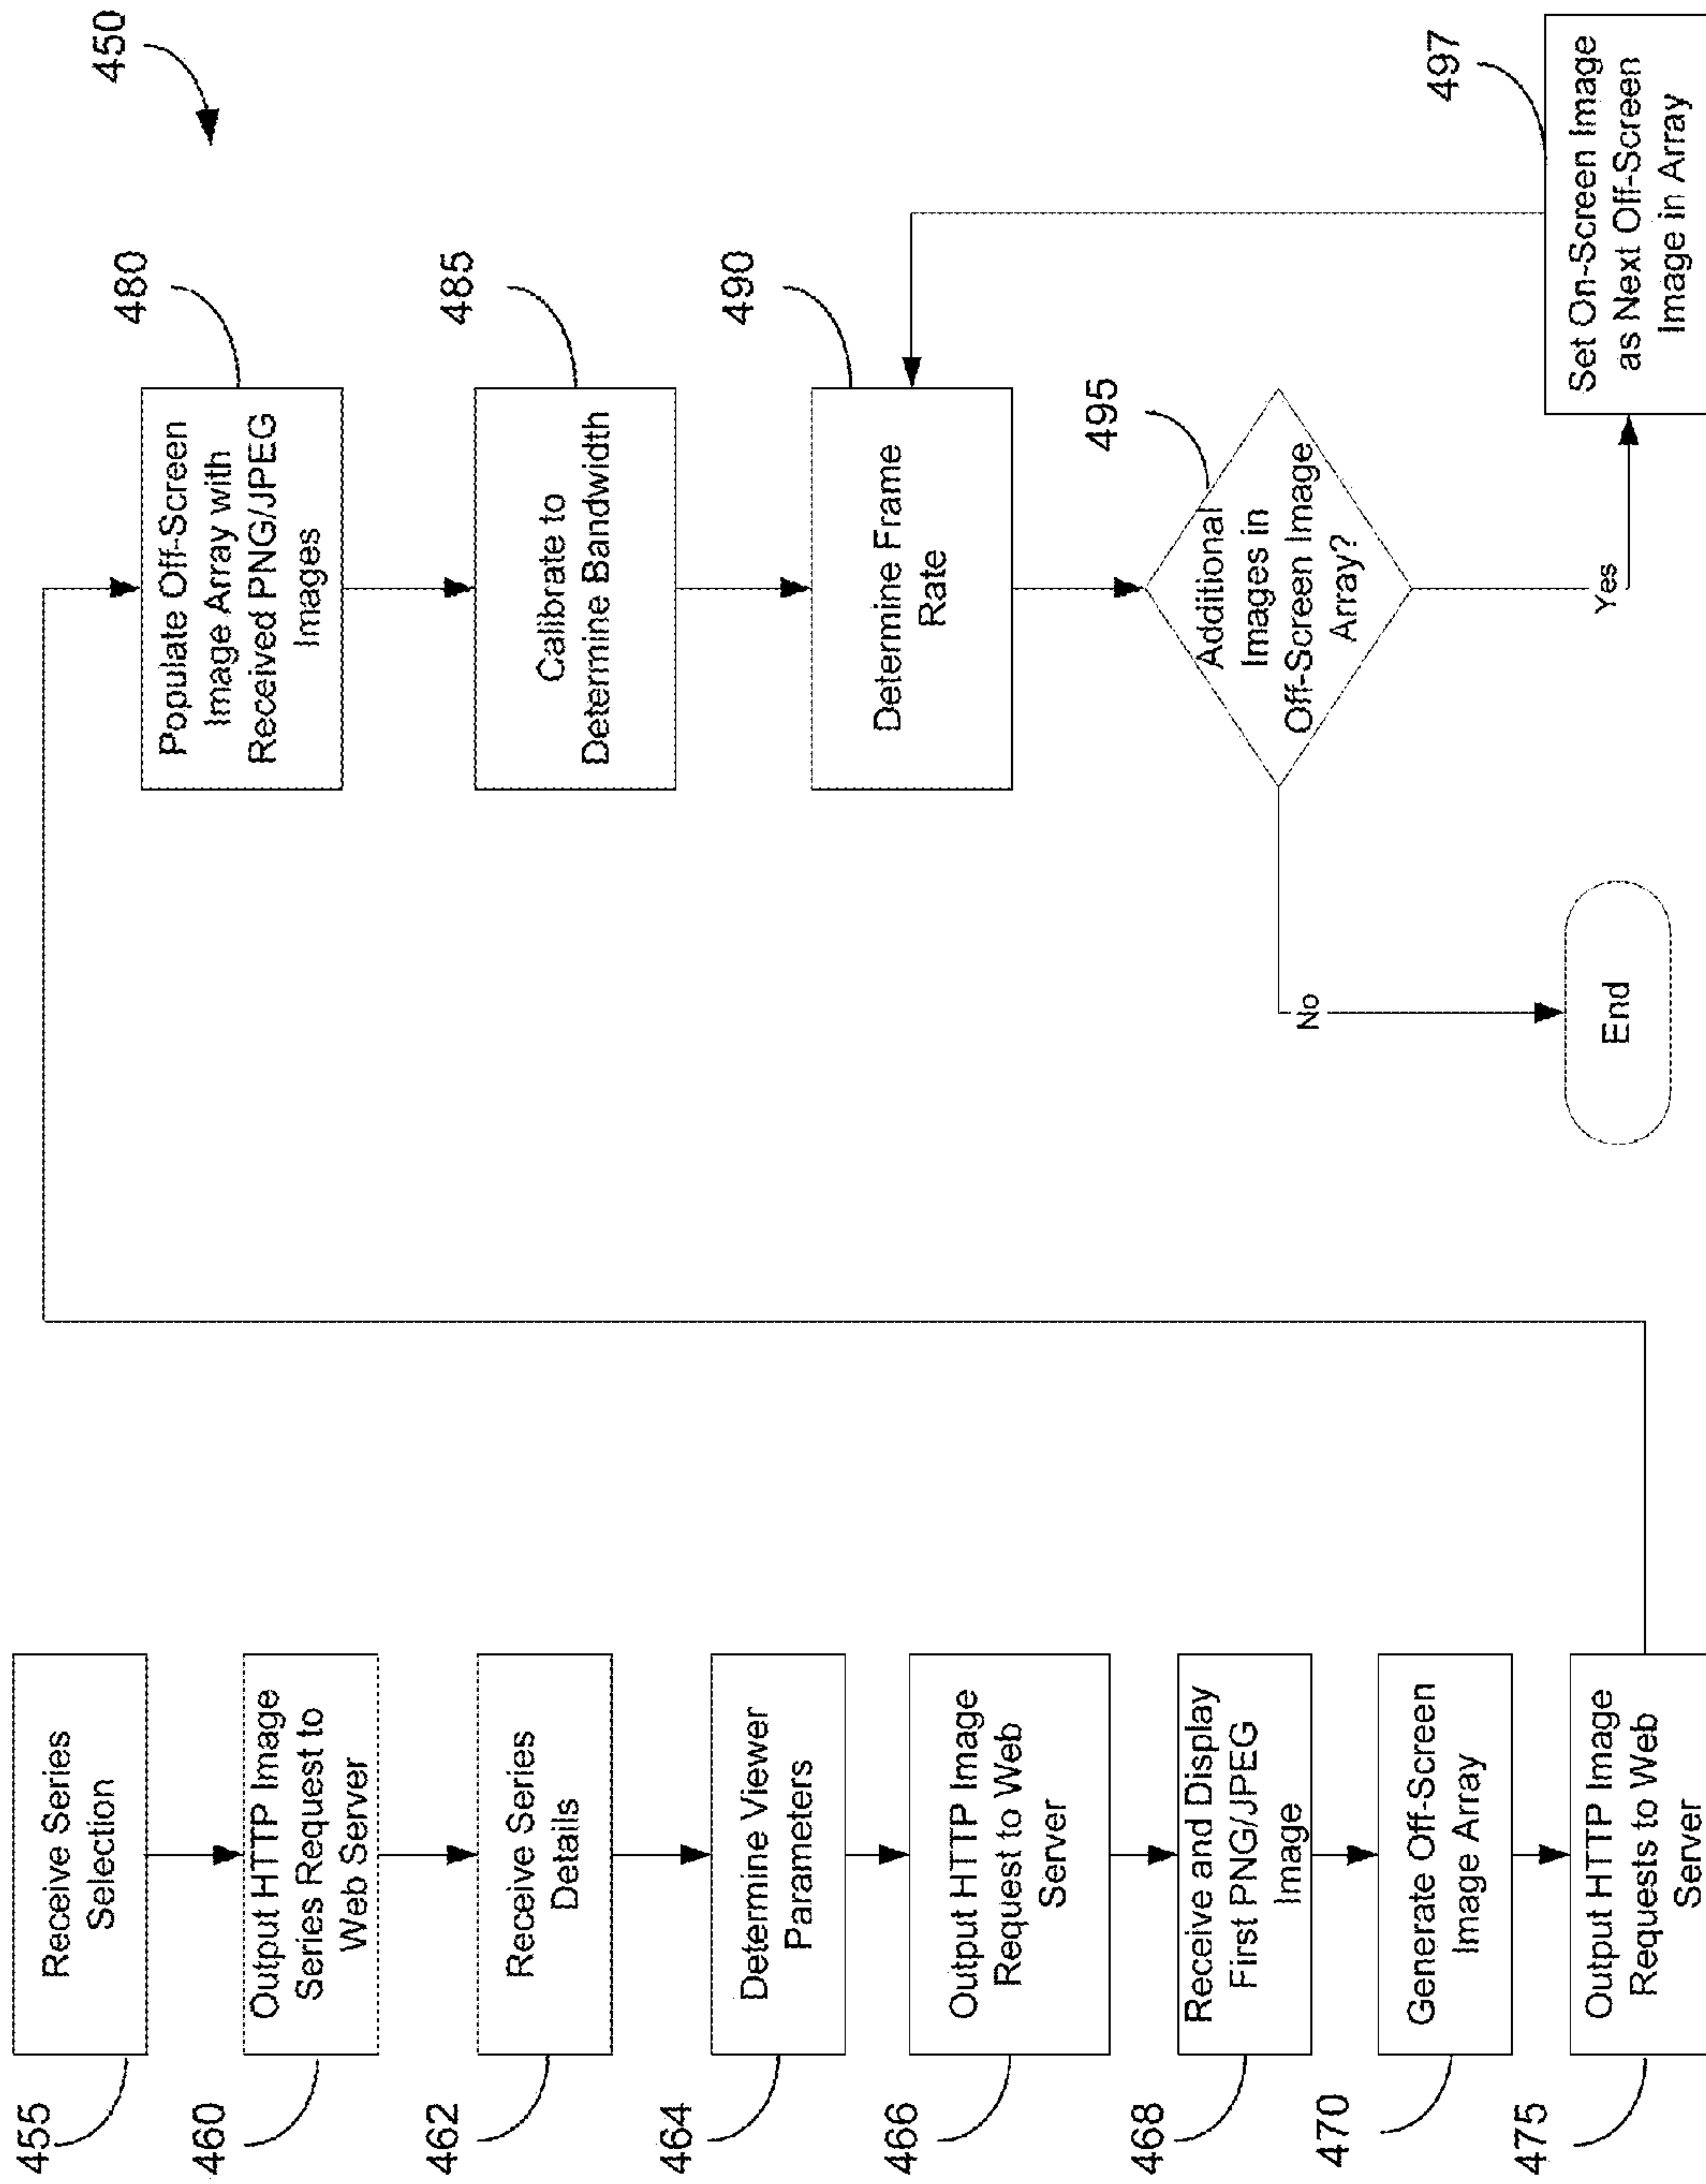 450
455
Receive Series
Selection
460
Output HTTP Image
Series Request to
Web Server
462
Receive Series
Details
464
Determine Viewer
Parameters
466
Output HTTP Image
Request to Web
Server
468
Receive and Display
First PNG/JPEG
Image
470
Generate Off-Screen
Image Array
475
Output HTTP Image
Requests to Web
Server
480
Populate Off-Screen
Image Array with
Received PNG/JPEG
Images
485
Calibrate to
Determine Bandwidth
490
Determine Frame
Rate
495
Additional
Images in
Off-Screen Image
Array?
No
Yes
End
497
Set On-Screen Image
as Next Off-Screen
Image in Array